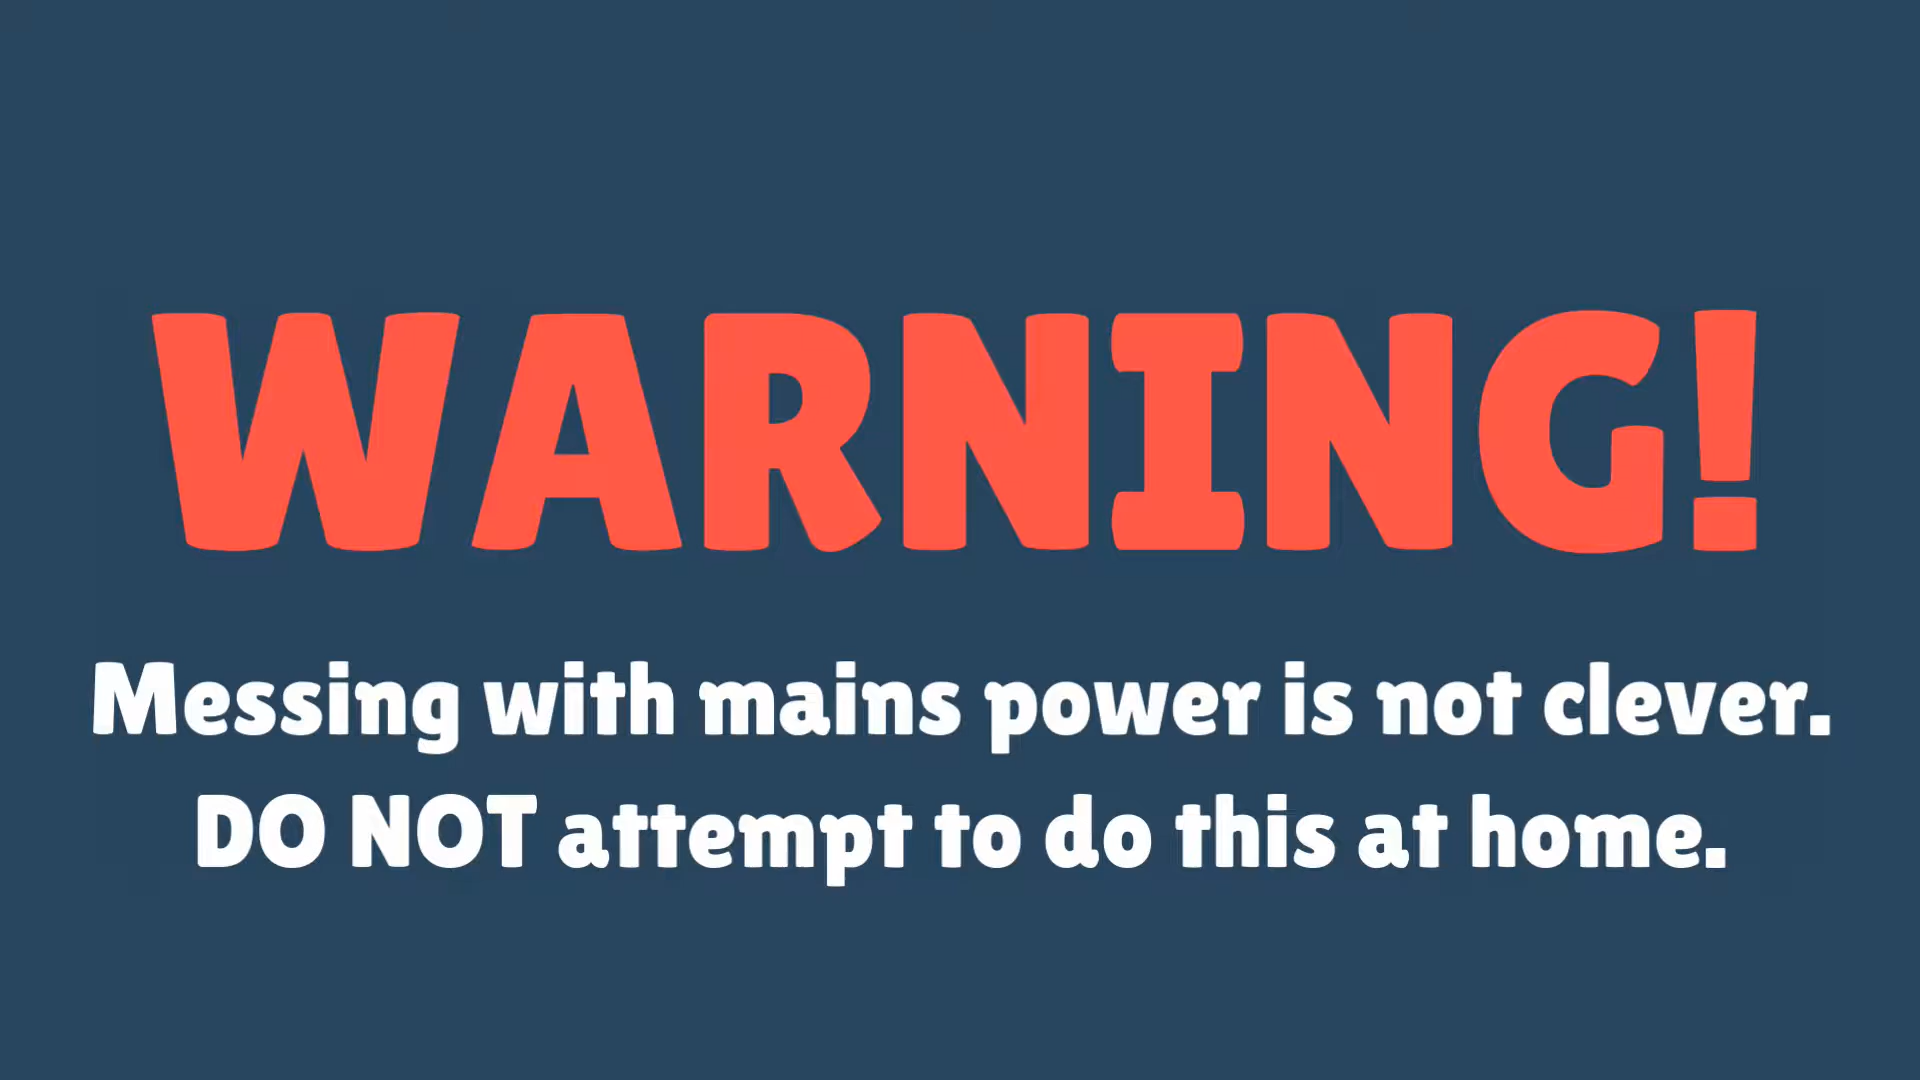 WARNING!
Messing with mains power is not clever.
DO NOT attempt to do this at home.